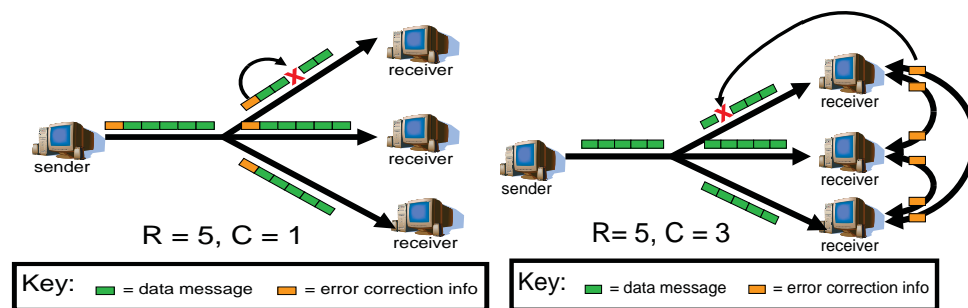 receiver
sender
receiver
receiver
R = 5, C = 1
Key: = data message = error correction info
receiver
sender
receiver
receiver
R= 5, C = 3
Key: = data message = error correction info